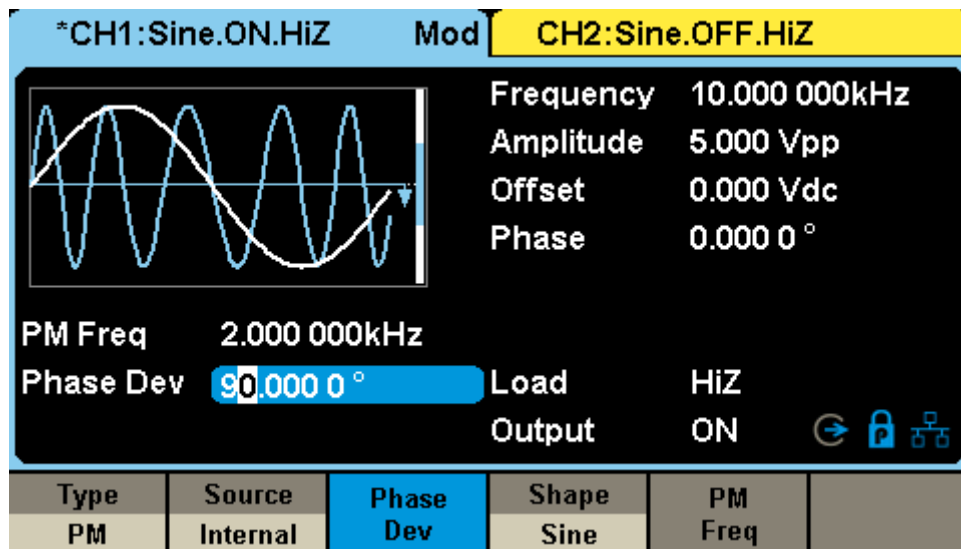 *CH1:Sine.ON.HiZ Mod CH2:Sine.OFF.HiZ
Frequency 10.000 000kHz
Amplitude 5.000 Vpp
Offset 0.000 Vdc
Phase 0.000 0 °
PM Freq 2.000 000kHz
Phase Dev 90.000 0 ° Load HiZ
Output ON P
Type Source Phase Dev Shape PM Freq
PM Internal Sine